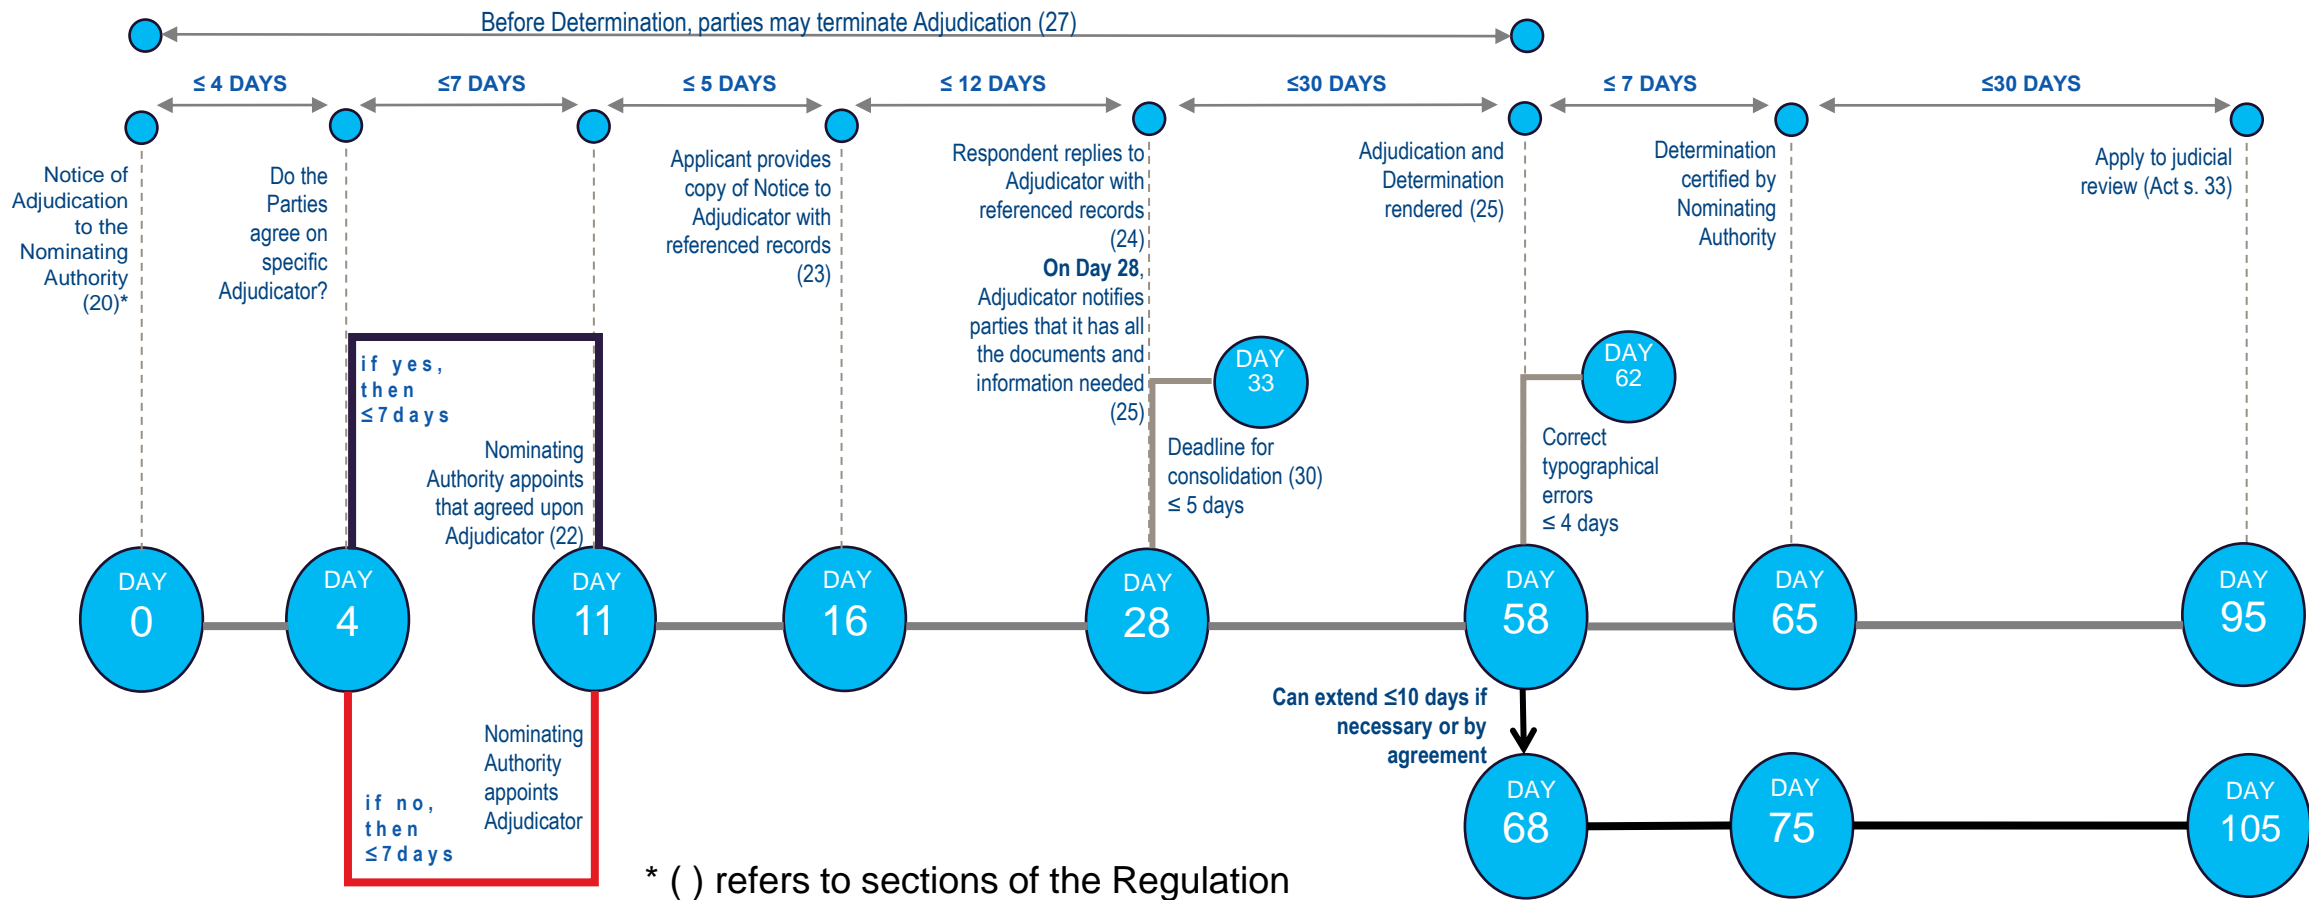 Before Determination, parties may terminate Adjudication (27)
≤ 4 DAYS
≤7 DAYS
≤ 5 DAYS
≤ 12 DAYS
≤30 DAYS
≤ 7 DAYS
≤30 DAYS
Notice of
Adjudication
to the
Nominating
Authority
(20)*
Do the
Parties
agree on
specific
Adjudicator?
Applicant provides
copy of Notice to
Adjudicator with
referenced records
(23)
Respondent replies to
Adjudicator with
referenced records
(24)
On Day 28,
Adjudicator notifies
parties that it has all
the documents and
information needed
(25)
Adjudication and
Determination
rendered (25)
Determination
certified by
Nominating
Authority
Apply to judicial
review (Act s. 33)
if yes,
then
≤7days
Nominating
Authority appoints
that agreed upon
Adjudicator (22)
DAY
33
Deadline for
consolidation (30)
≤ 5 days
DAY
62
Correct
typographical
errors
≤ 4 days
DAY
0
DAY
4
DAY
11
DAY
16
DAY
28
DAY
58
DAY
65
DAY
95
if no,
then
≤7days
Nominating
Authority
appoints
Adjudicator
Can extend ≤10 days if
necessary or by
agreement
DAY
68
DAY
75
DAY
105
* ( ) refers to sections of the Regulation